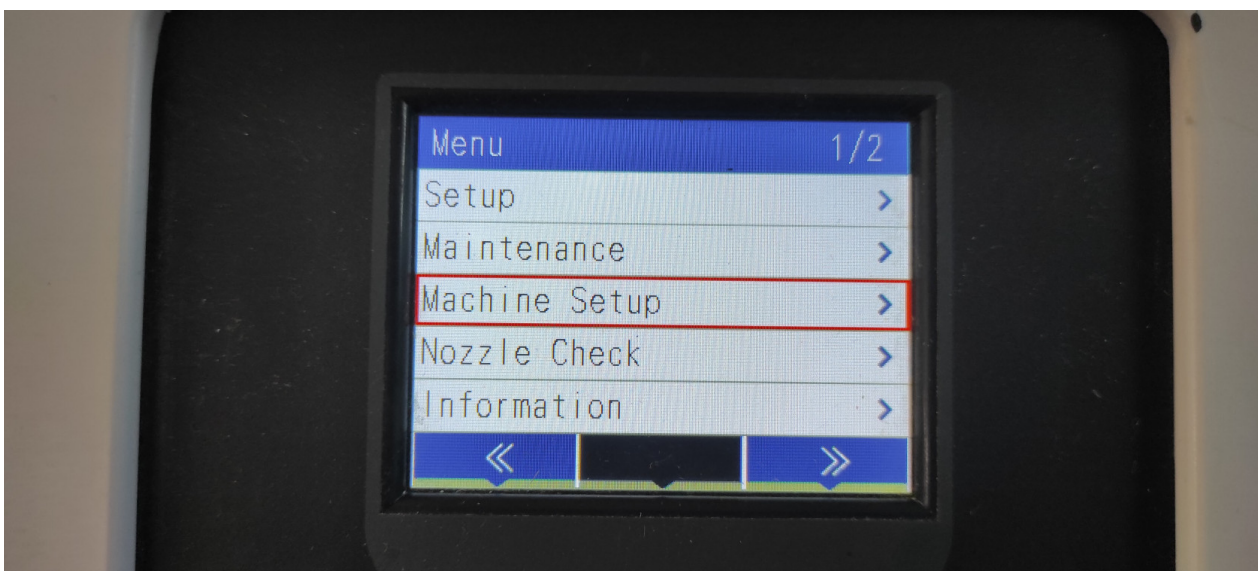 Menu 1/2
Setup
Maintenance
Machine Setup
Nozzle Check
Information